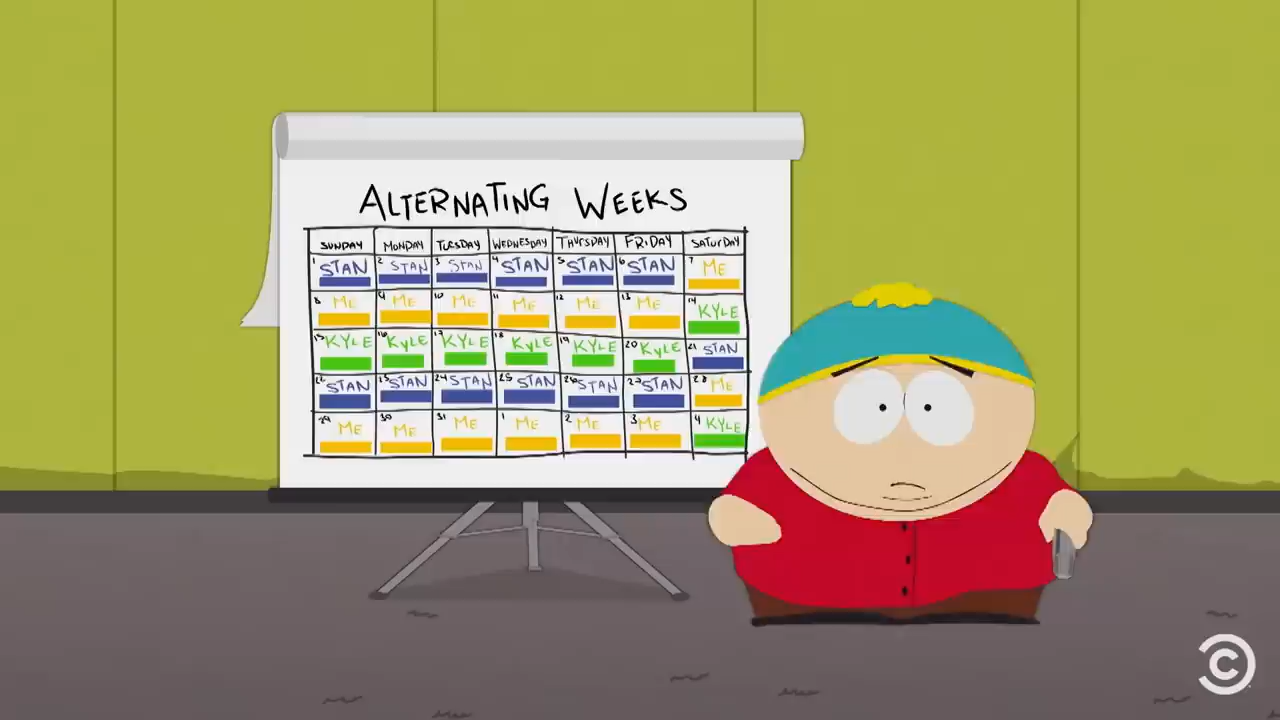 ALTERNATING WEEKS
SUNDAY MONDAY TUESDAY WEDNESDAY THURSDAY FRIDAY SATURDAY
1 STAN 2 STAN 3 STAN 4 STAN 5 STAN 6 STAN 7 ME
8 ME 9 ME 10 ME 11 ME 12 ME 13 ME 14 KYLE
15 KYLE 16 KYLE 17 KYLE 18 KYLE 19 KYLE 20 KYLE 21 STAN
22 STAN 23 STAN 24 STAN 25 STAN 26 STAN 27 STAN 28 ME
29 ME 30 ME 31 ME 1 ME 2 ME 3 ME 4 KYLE